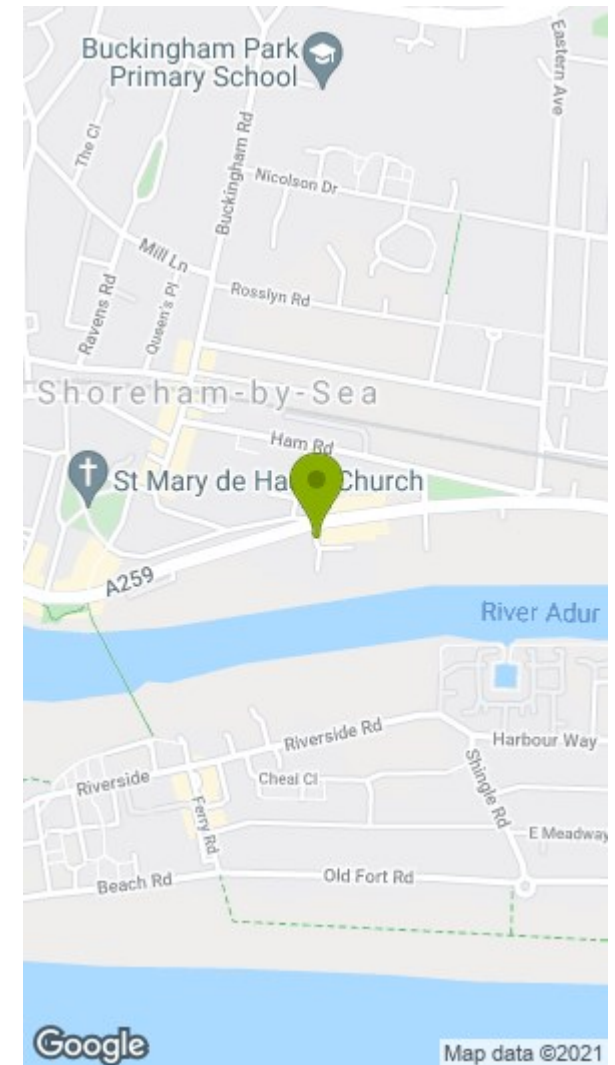 Buckingham Park
Primary School
Eastern Ave
The Cl
Buckingham Rd
Nicolson Dr
Mill Ln
Ravens Rd
Queen's Pl
Rosslyn Rd
Shoreham-by-Sea
Ham Rd
St Mary de Ha Church
A259
River Adur
Riverside Rd
Harbour Way
Riverside
Cheal Cl
Shingle Rd
Ferry Rd
E Meadway
Beach Rd
Old Fort Rd
Google
Map data ©2021